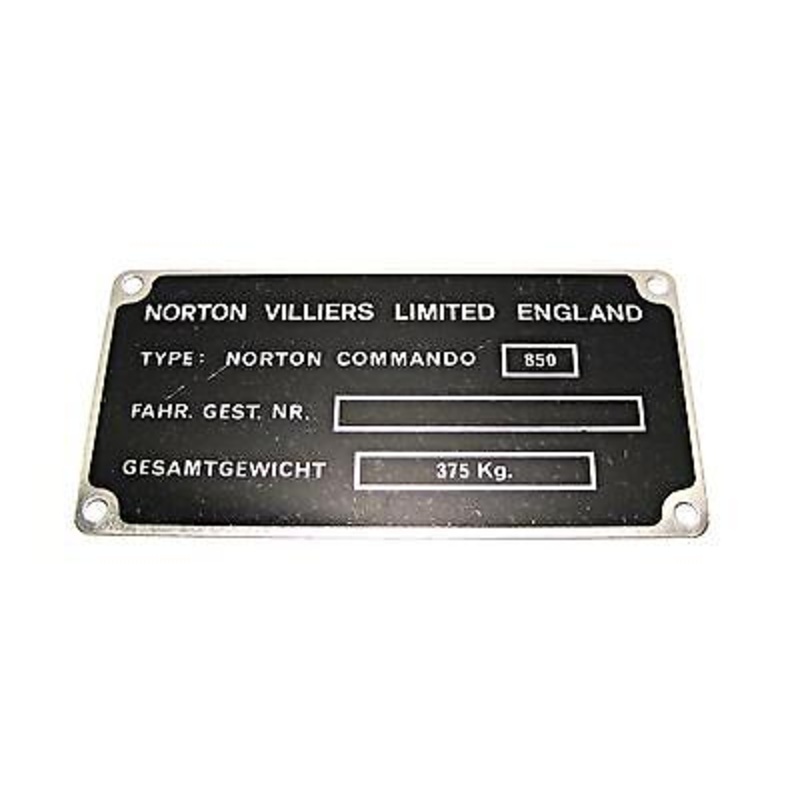 NORTON VILLIERS LIMITED ENGLAND
TYPE: NORTON COMMANDO 850
FAHR. GEST. NR.
GESAMTGEWICHT 375 Kg.